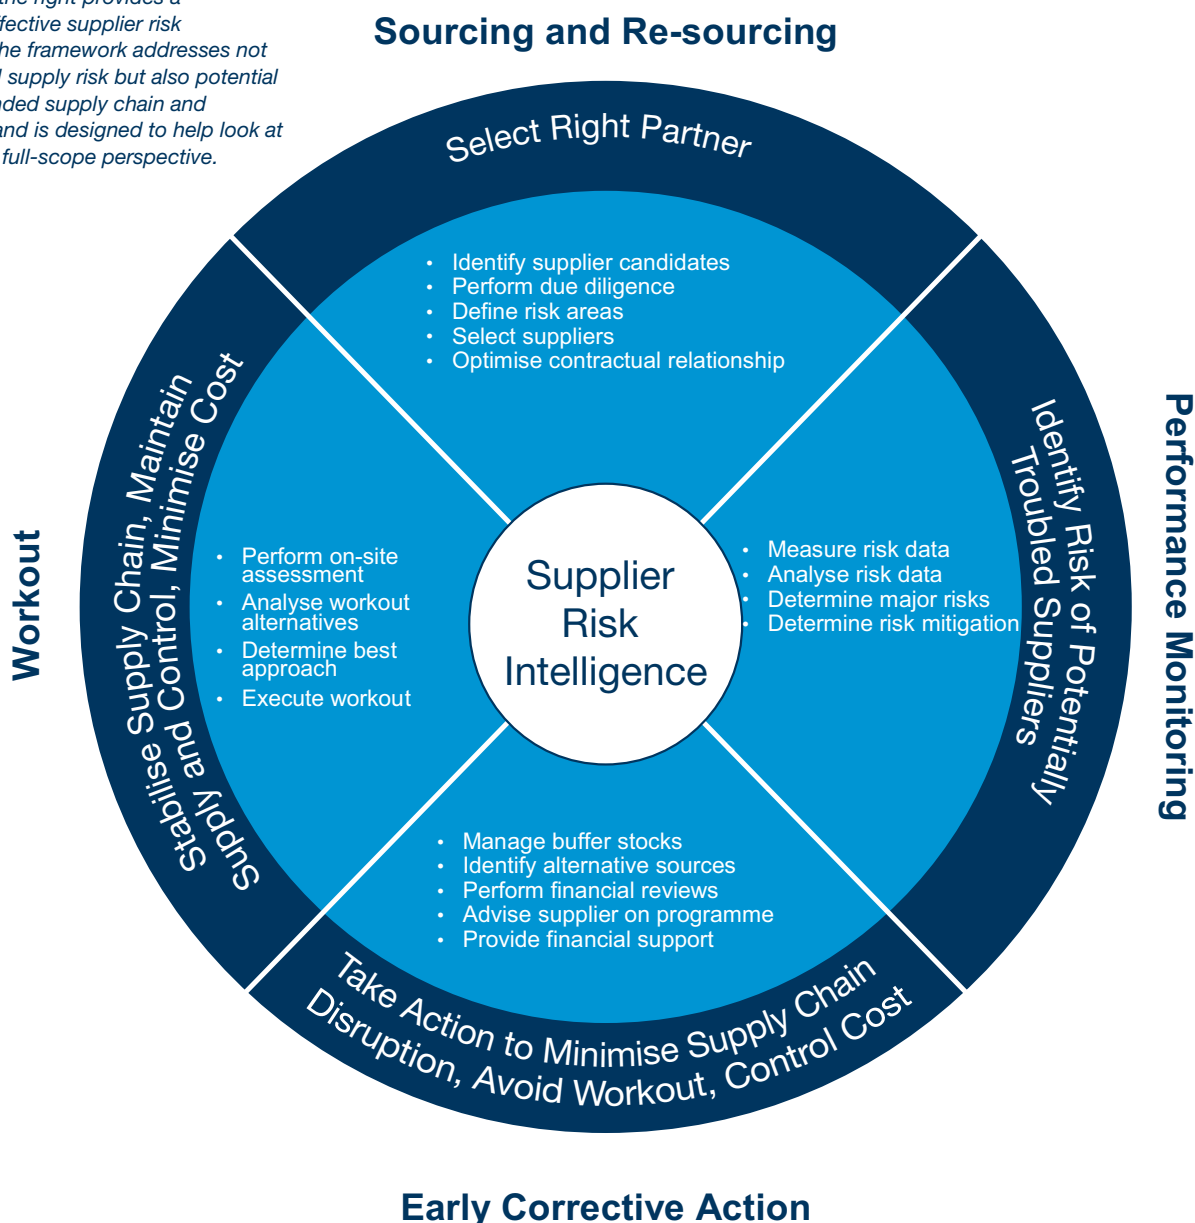 the right provides a
ffective supplier risk
he framework addresses not
l supply risk but also potential
nded supply chain and
and is designed to help look at
full-scope perspective.
Sourcing and Re-sourcing
Select Right Partner
• Identify supplier candidates
• Perform due diligence
• Define risk areas
• Select suppliers
• Optimise contractual relationship
Performance Monitoring
Identify Risk of Potentially
Troubled Suppliers
• Measure risk data
• Analyse risk data
• Determine major risks
• Determine risk mitigation
Supplier
Risk
Intelligence
Workout
Stabilise Supply Chain, Maintain
Supply and Control, Minimise Cost
• Perform on-site
assessment
• Analyse workout
alternatives
• Determine best
approach
• Execute workout
• Manage buffer stocks
• Identify alternative sources
• Perform financial reviews
• Advise supplier on programme
• Provide financial support
Take Action to Minimise Supply Chain
Disruption, Avoid Workout, Control Cost
Early Corrective Action